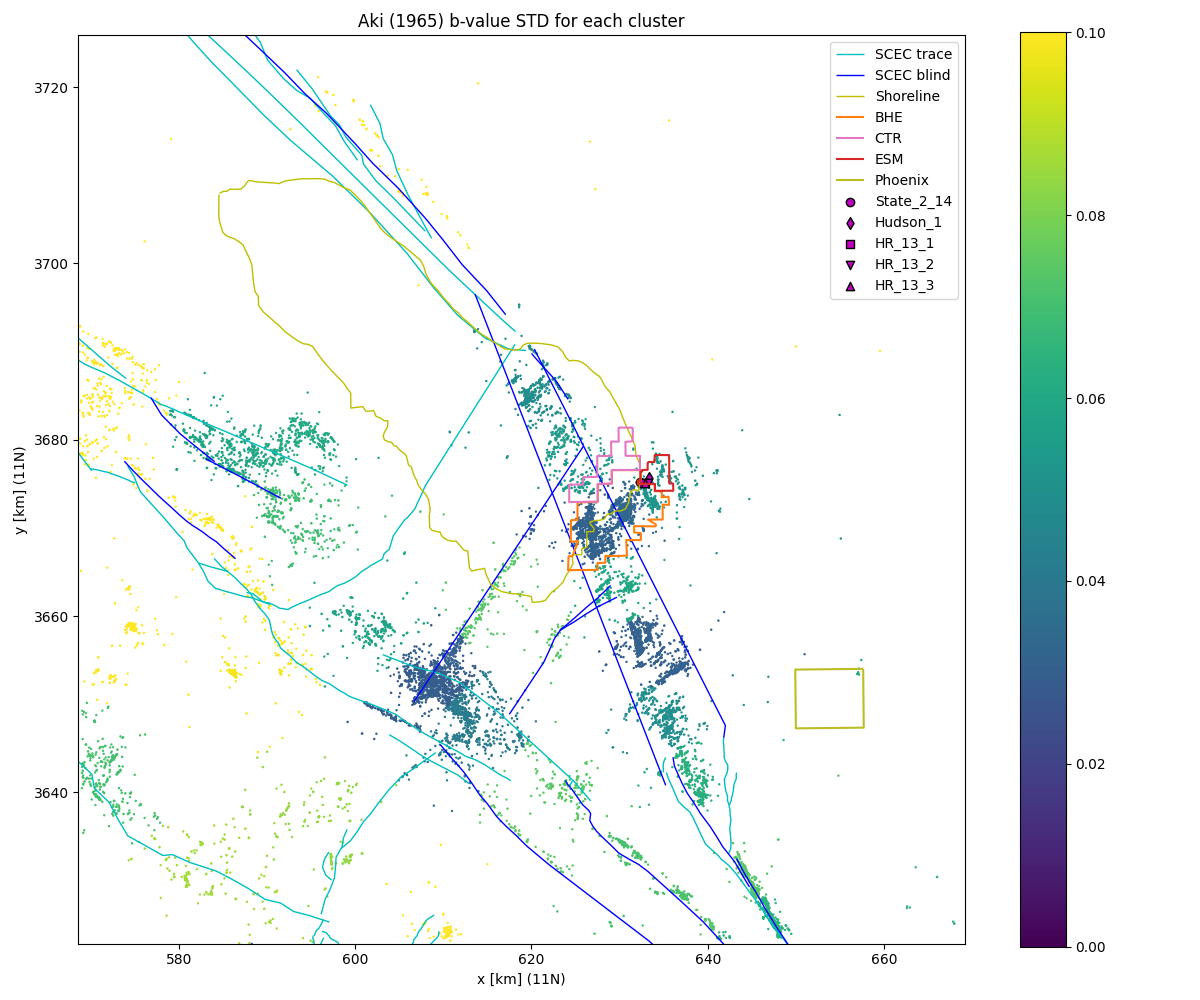 Aki (1965) b-value STD for each cluster
SCEC trace
SCEC blind
Shoreline
BHE
CTR
ESM
Phoenix
State_2_14
Hudson_1
HR_13_1
HR_13_2
HR_13_3
y [km] (11N)
3720
3700
3680
3660
3640
580
600
620
640
660
x [km] (11N)
0.10
0.08
0.06
0.04
0.02
0.00